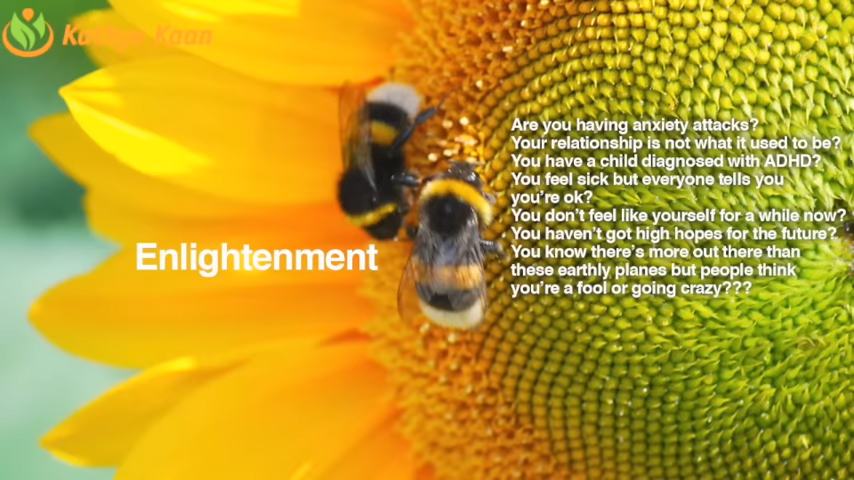 Kaan
Enlightenment
Are you having anxiety attacks?
Your relationship is not what it used to be?
You have a child diagnosed with ADHD?
You feel sick but everyone tells you
you're ok?
You don't feel like yourself for a while now?
You haven't got high hopes for the future?
You know there's more out there than
these earthly planes but people think
you're a fool or going crazy???